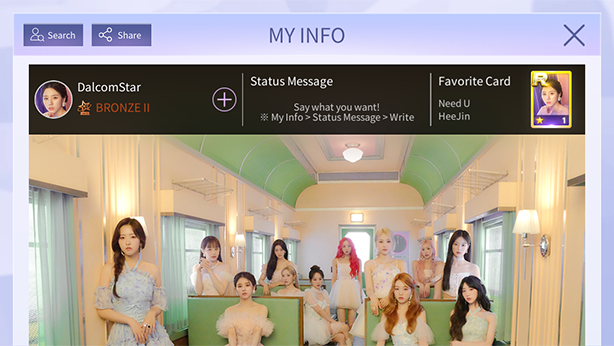 Search
Share
MY INFO
DalcomStar
BRONZE II
Status Message
Say what you want!
※ My Info > Status Message > Write
Favorite Card
Need U
HeeJin
1